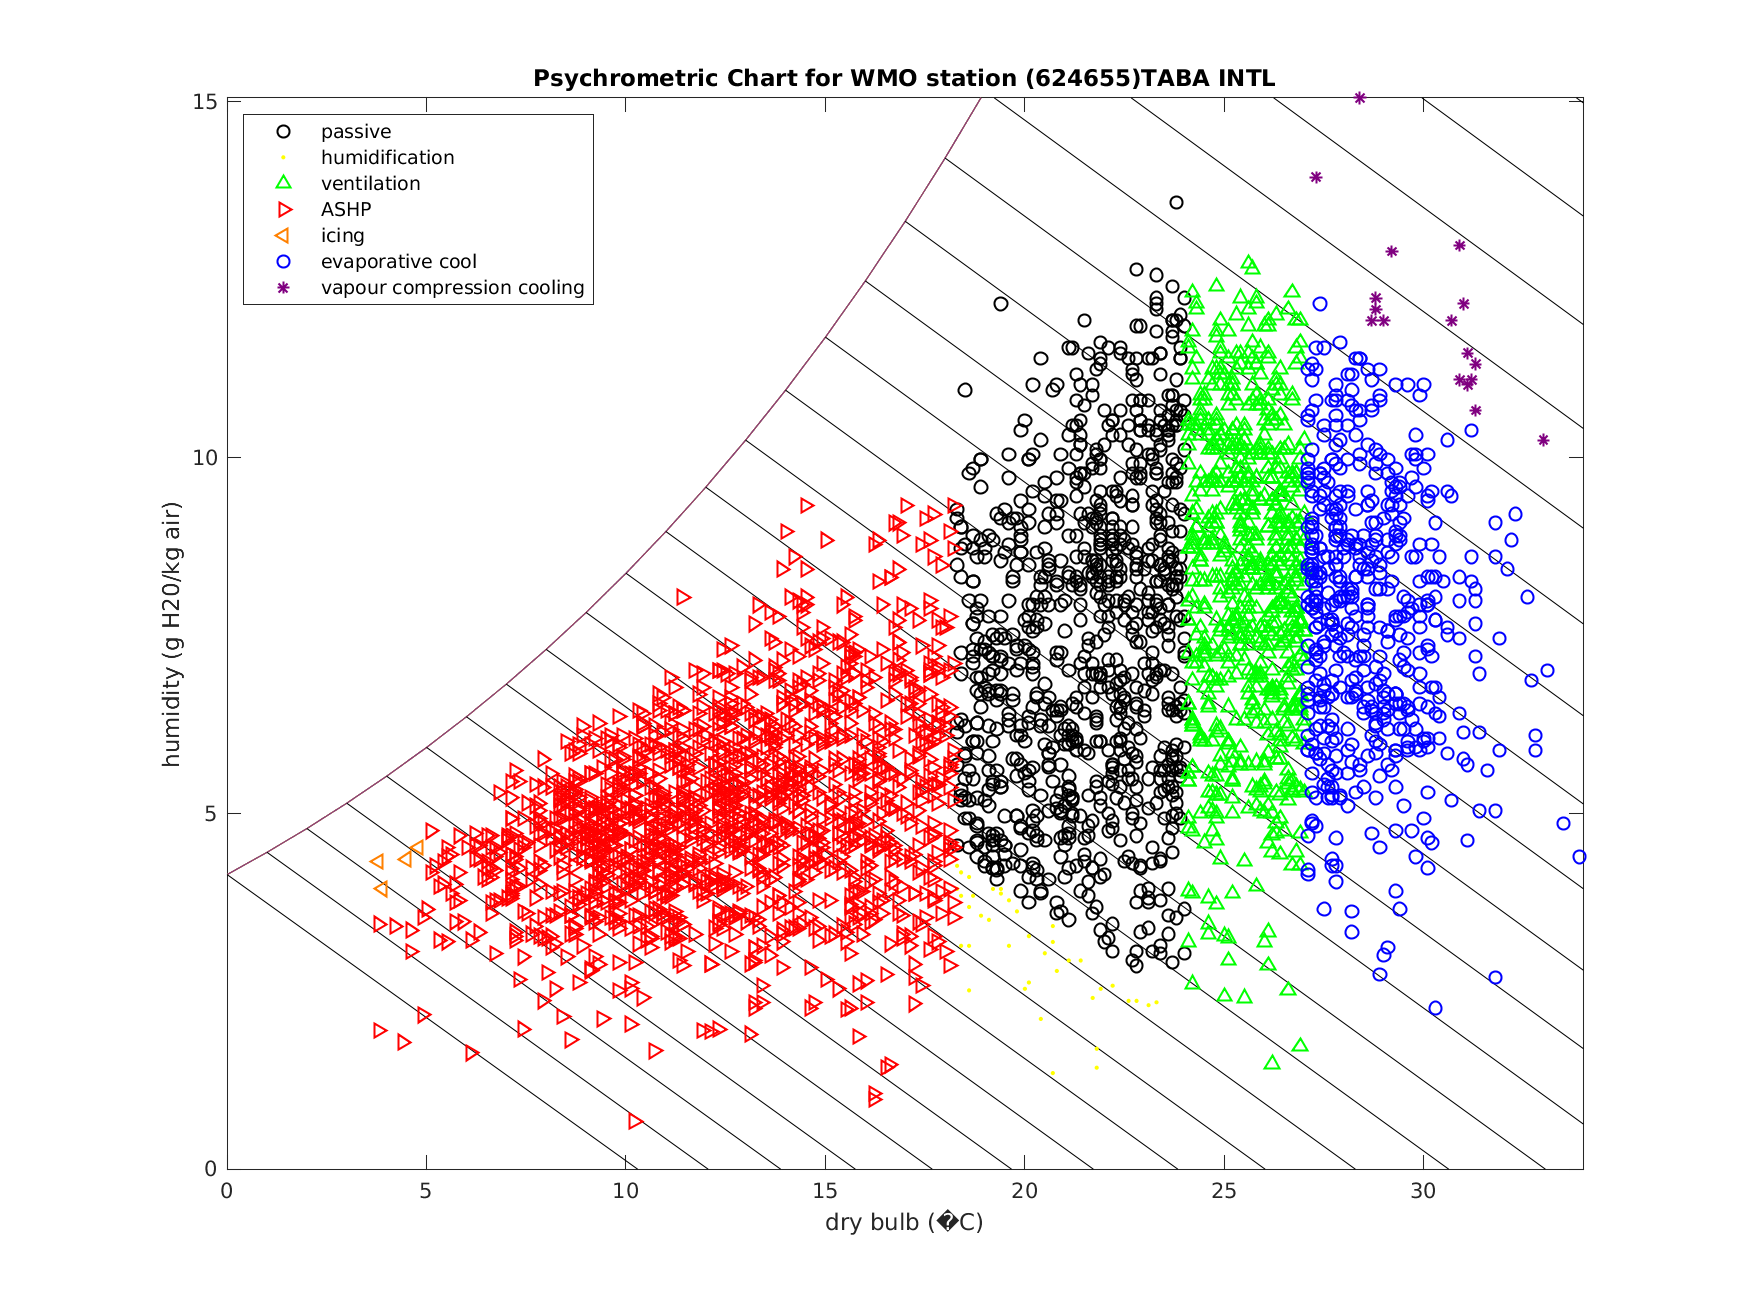 Psychrometric Chart for WMO station (624655)TABA INTL
passive
humidification
ventilation
ASHP
icing
evaporative cool
vapour compression cooling
humidity (g H20/kg air)
15
10
5
0
0 5 10 15 20 25 30
dry bulb (�C)